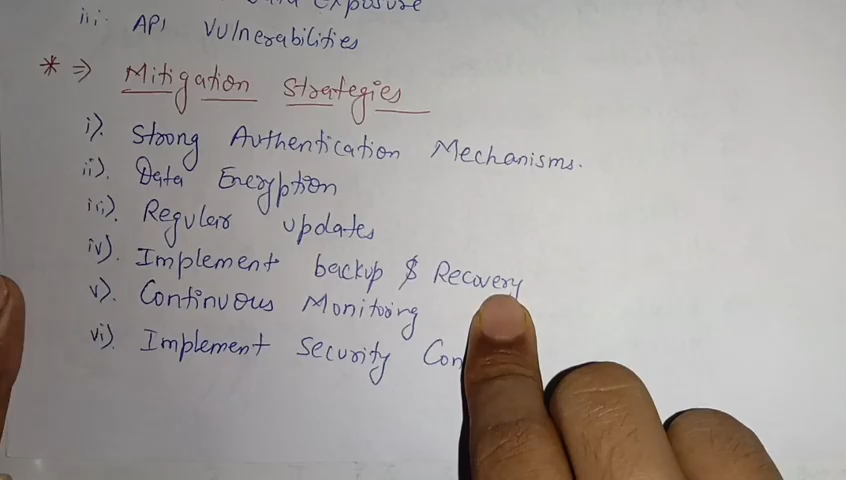 Exposure
iii. API Vulnerabilities
* ⇒ Mitigation Strategies
i). Strong Authentication Mechanisms.
ii). Data Encryption
iii). Regular updates
iv). Implement backup $ Recovery
v). Continuous Monitoring
vi). Implement Security